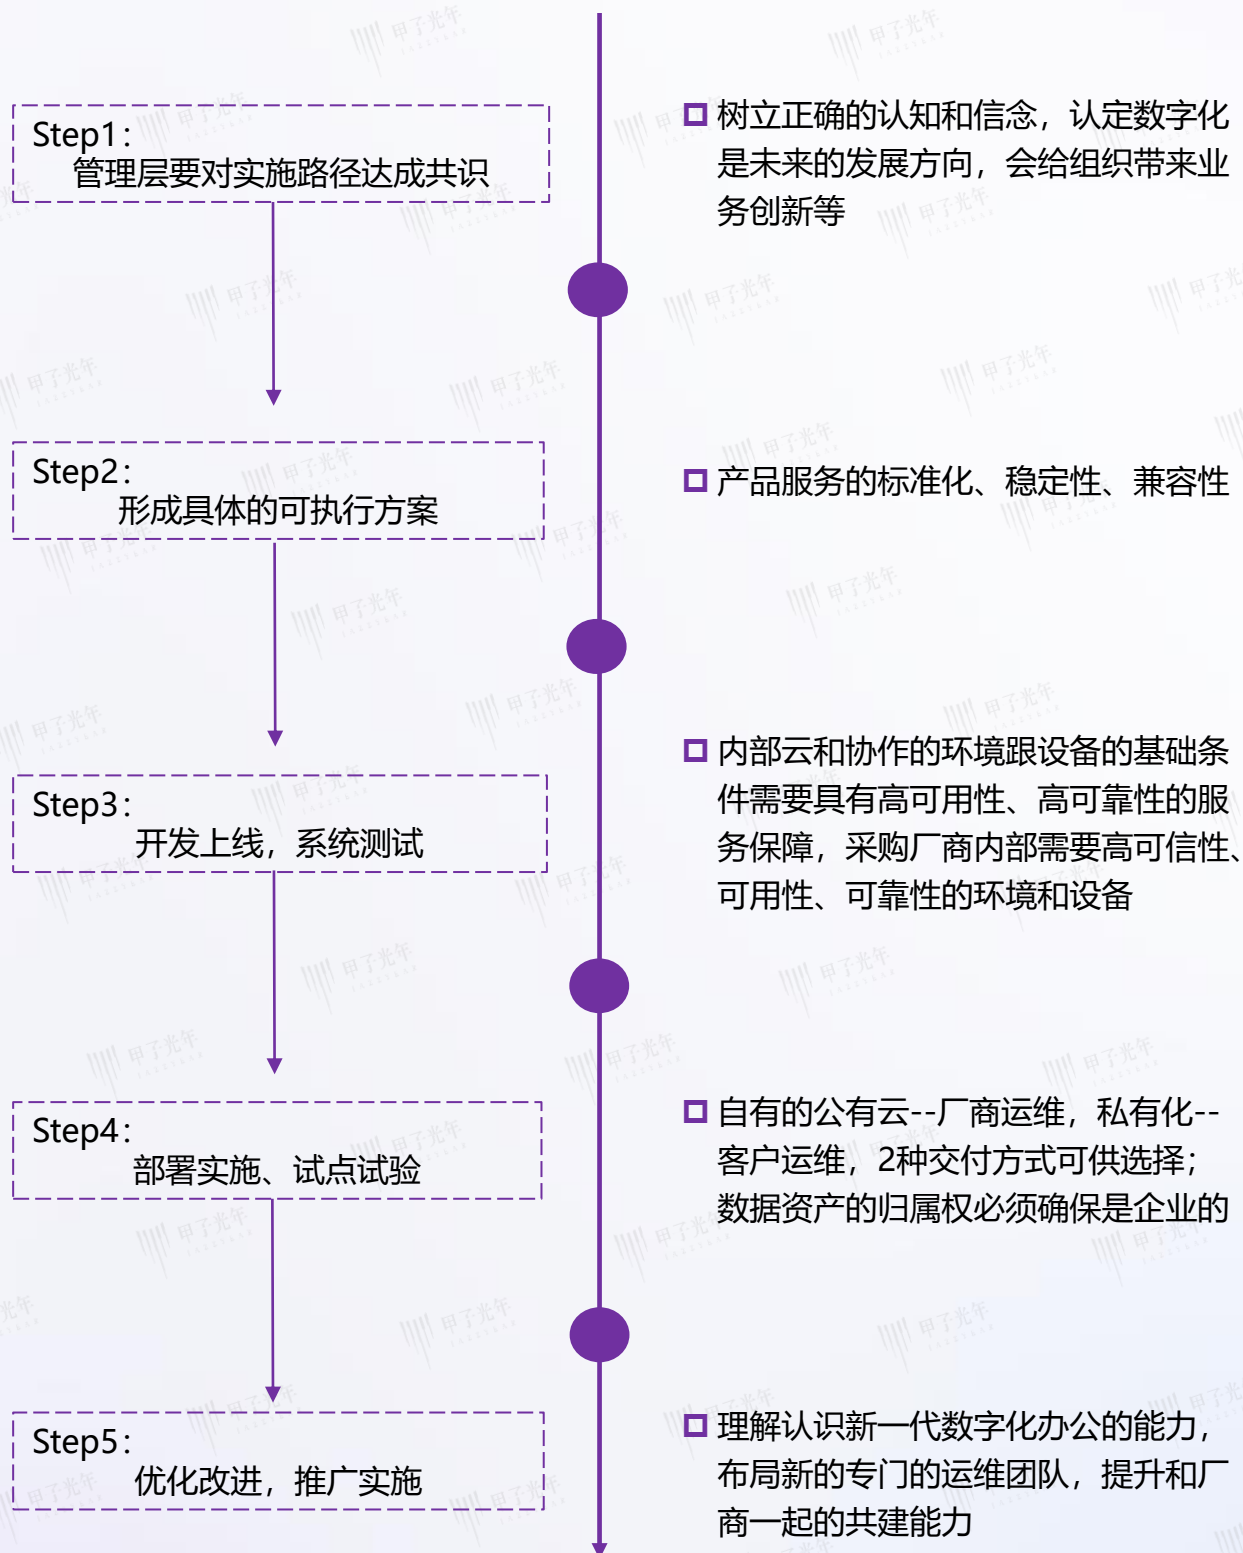 Step1：
管理层要对实施路径达成共识
树立正确的认知和信念，认定数字化
是未来的发展方向，会给组织带来业
务创新等
Step2：
形成具体的可执行方案
产品服务的标准化、稳定性、兼容性
Step3：
开发上线，系统测试
内部云和协作的环境跟设备的基础条
件需要具有高可用性、高可靠性的服
务保障，采购厂商内部需要高可信性、
可用性、可靠性的环境和设备
Step4：
部署实施、试点试验
自有的公有云--厂商运维，私有化--
客户运维，2种交付方式可供选择；
数据资产的归属权必须确保是企业的
Step5：
优化改进，推广实施
理解认识新一代数字化办公的能力，
布局新的专门的运维团队，提升和厂
商一起的共建能力
甲子光年